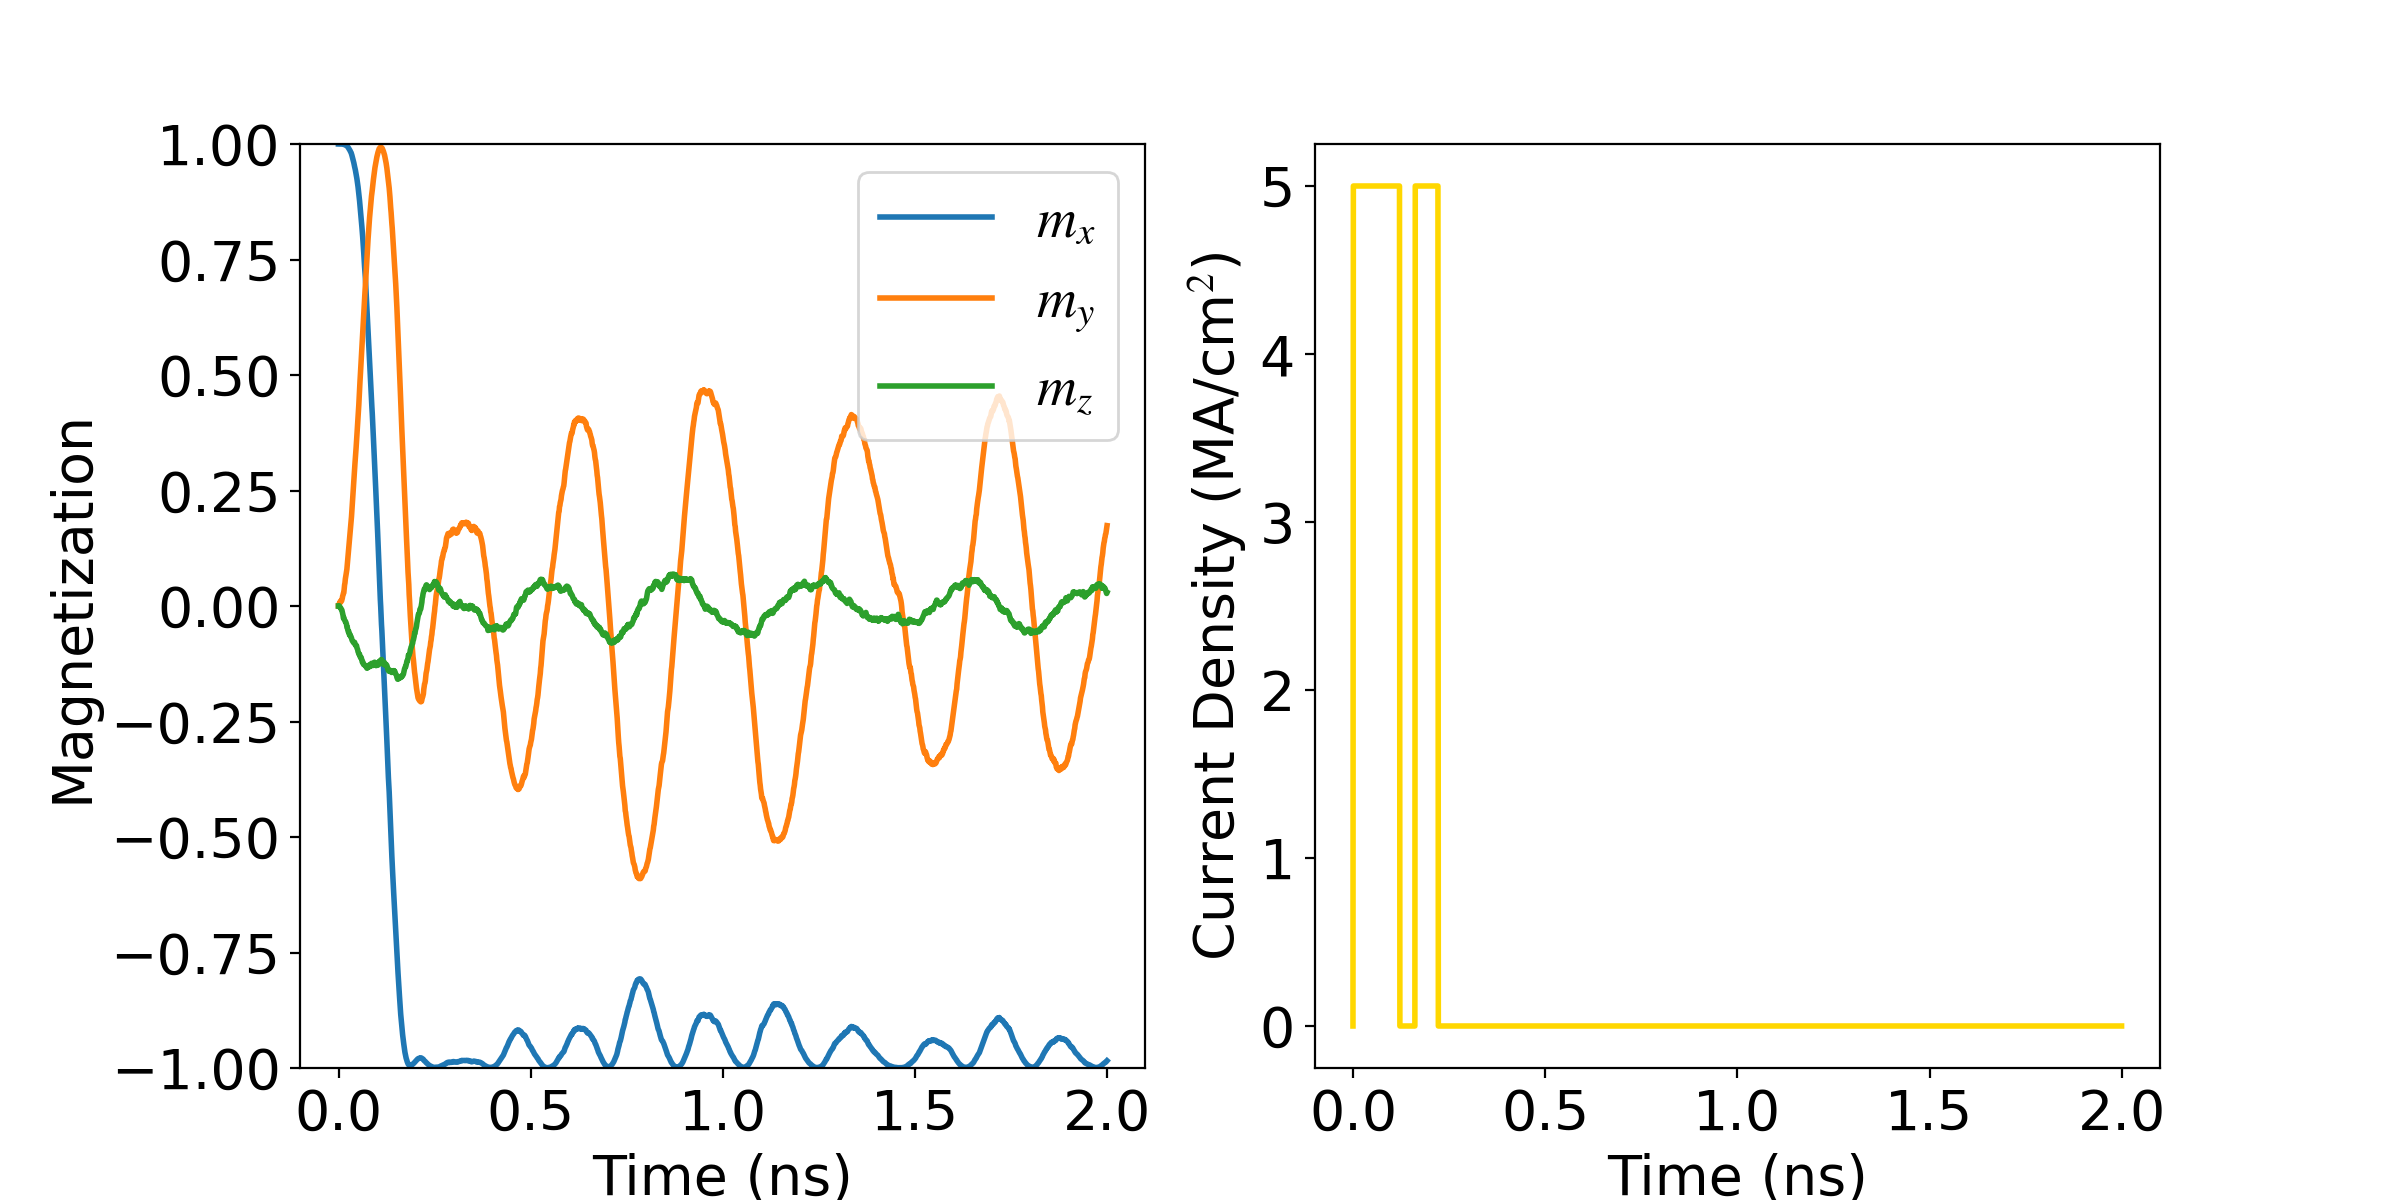 Magnetization
1.00
0.75
0.50
0.25
0.00
−0.25
−0.50
−0.75
−1.00
0.0 0.5 1.0 1.5 2.0
Time (ns)
m_x
m_y
m_z
Current Density (MA/cm²)
5
4
3
2
1
0
0.0 0.5 1.0 1.5 2.0
Time (ns)